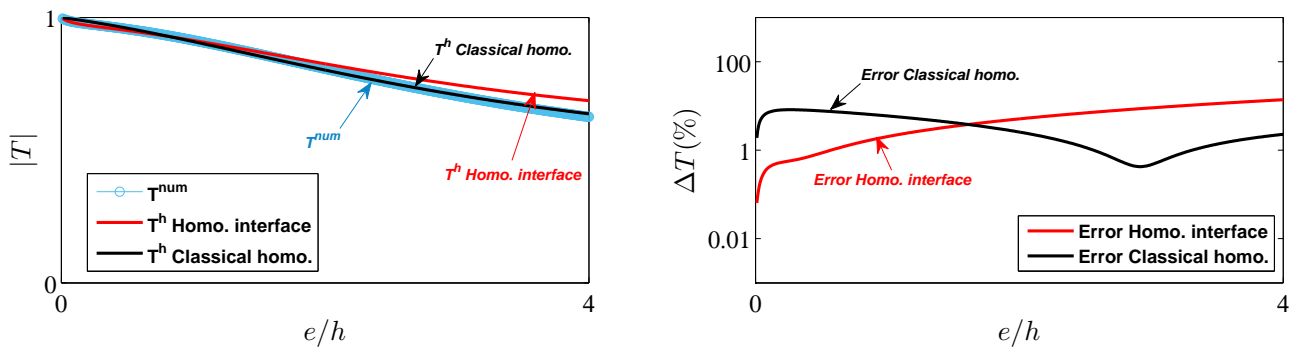 1
T^h Classical homo.
T^num
T^h Homo. interface
|T|
T^num
T^h Homo. interface
T^h Classical homo.
0
0
4
e/h
100
Error Classical homo.
ΔT(%)
1
Error Homo. interface
0.01
Error Homo. interface
Error Classical homo.
0
4
e/h